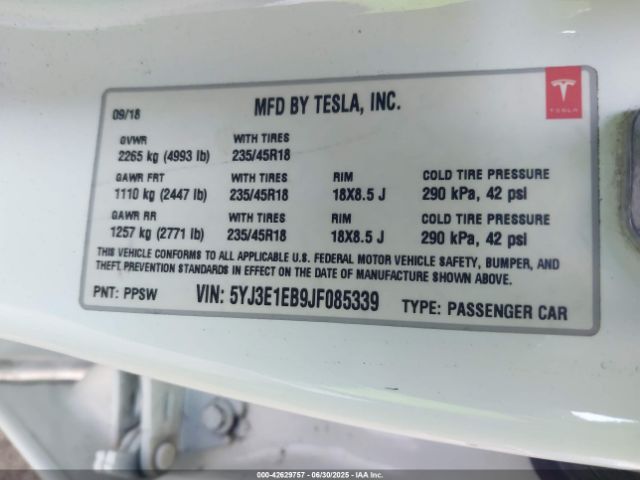 09/18 MFD BY TESLA, INC.
TESLA
GVWR WITH TIRES
2265 kg (4993 lb) 235/45R18
GAWR FRT WITH TIRES RIM COLD TIRE PRESSURE
1110 kg (2447 lb) 235/45R18 18X8.5 J 290 kPa, 42 psi
GAWR RR WITH TIRES RIM COLD TIRE PRESSURE
1257 kg (2771 lb) 235/45R18 18X8.5 J 290 kPa, 42 psi
THIS VEHICLE CONFORMS TO ALL APPLICABLE U.S. FEDERAL MOTOR VEHICLE SAFETY, BUMPER, AND
THEFT PREVENTION STANDARDS IN EFFECT ON THE DATE OF MANUFACTURE SHOWN ABOVE.
PNT: PPSW VIN: 5YJ3E1EB9JF085339 TYPE: PASSENGER CAR
000-42629757 - 06/30/2025 - IAAI.COM